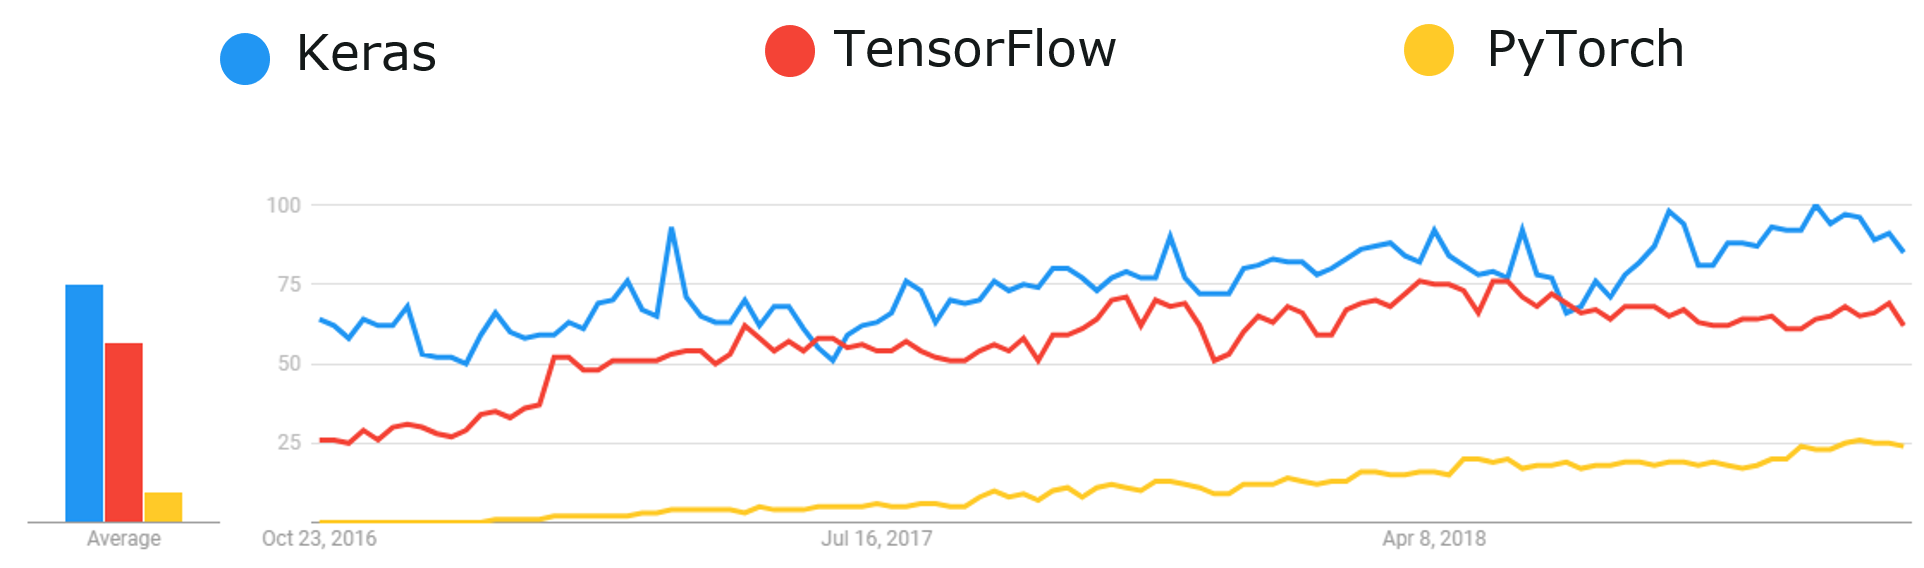 Keras
TensorFlow
PyTorch
100
75
50
25
Average
Oct 23, 2016
Jul 16, 2017
Apr 8, 2018